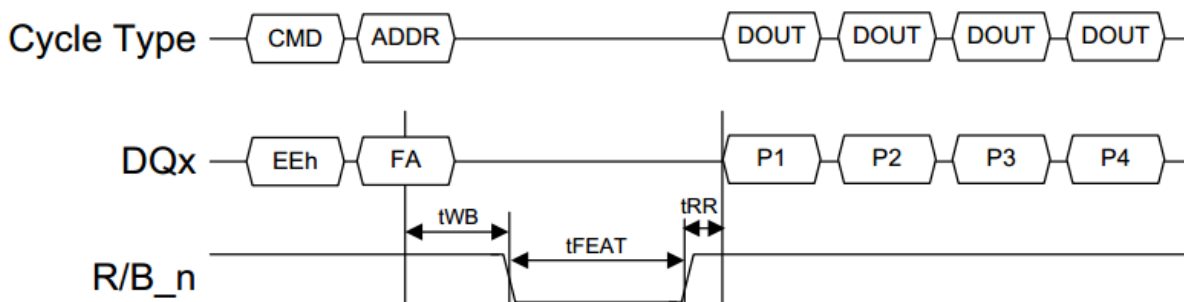 Cycle Type CMD ADDR DOUT DOUT DOUT DOUT
DQx EEh FA P1 P2 P3 P4
tWB tFEAT tRR
R/B_n